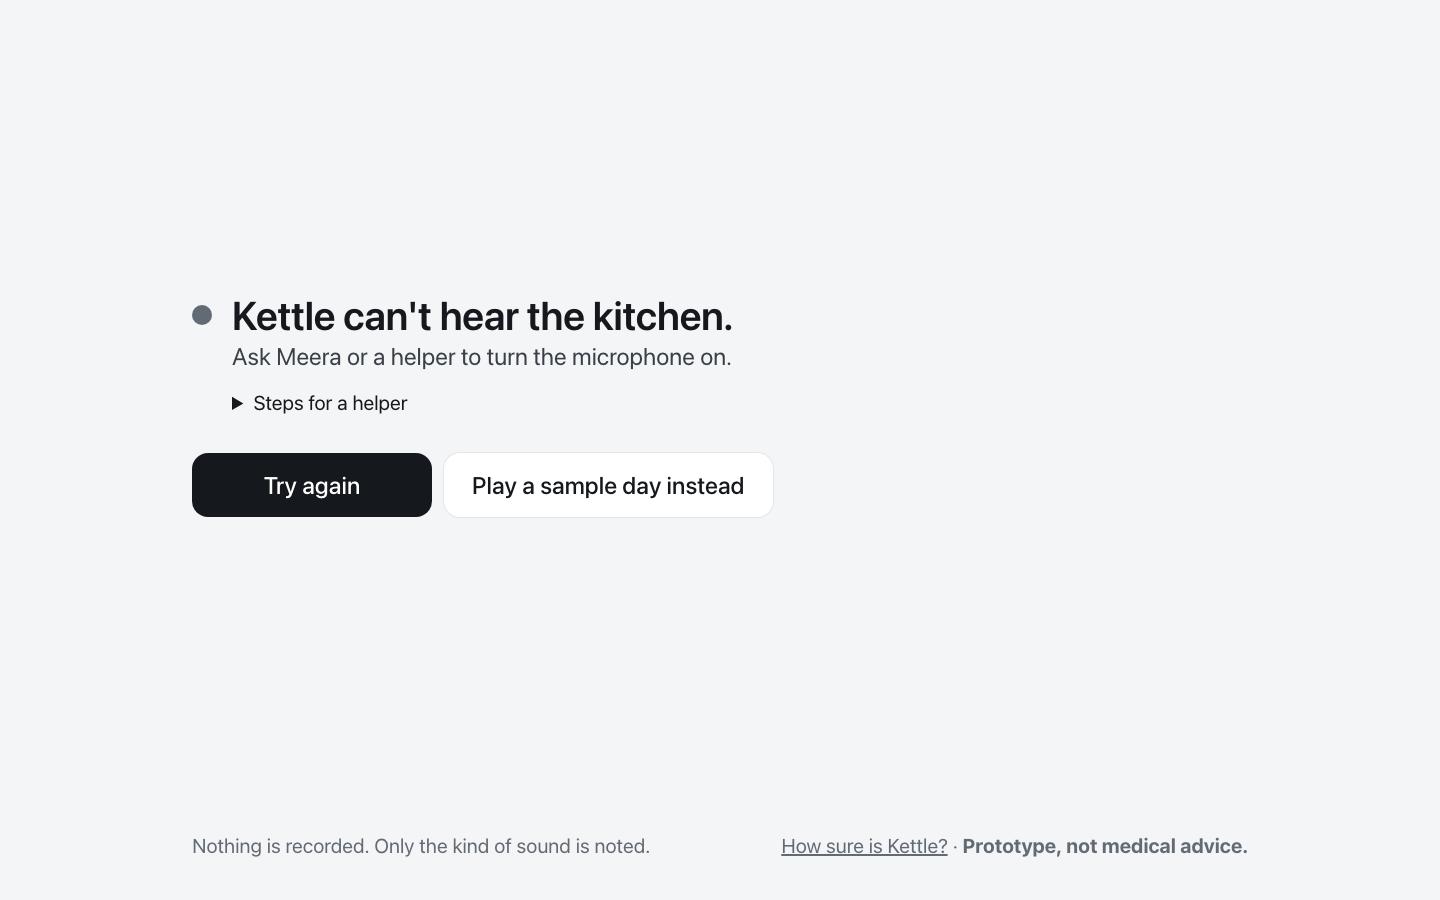 Kettle can't hear the kitchen.
Ask Meera or a helper to turn the microphone on.
▶ Steps for a helper
Try again
Play a sample day instead
Nothing is recorded. Only the kind of sound is noted.
How sure is Kettle? · Prototype, not medical advice.